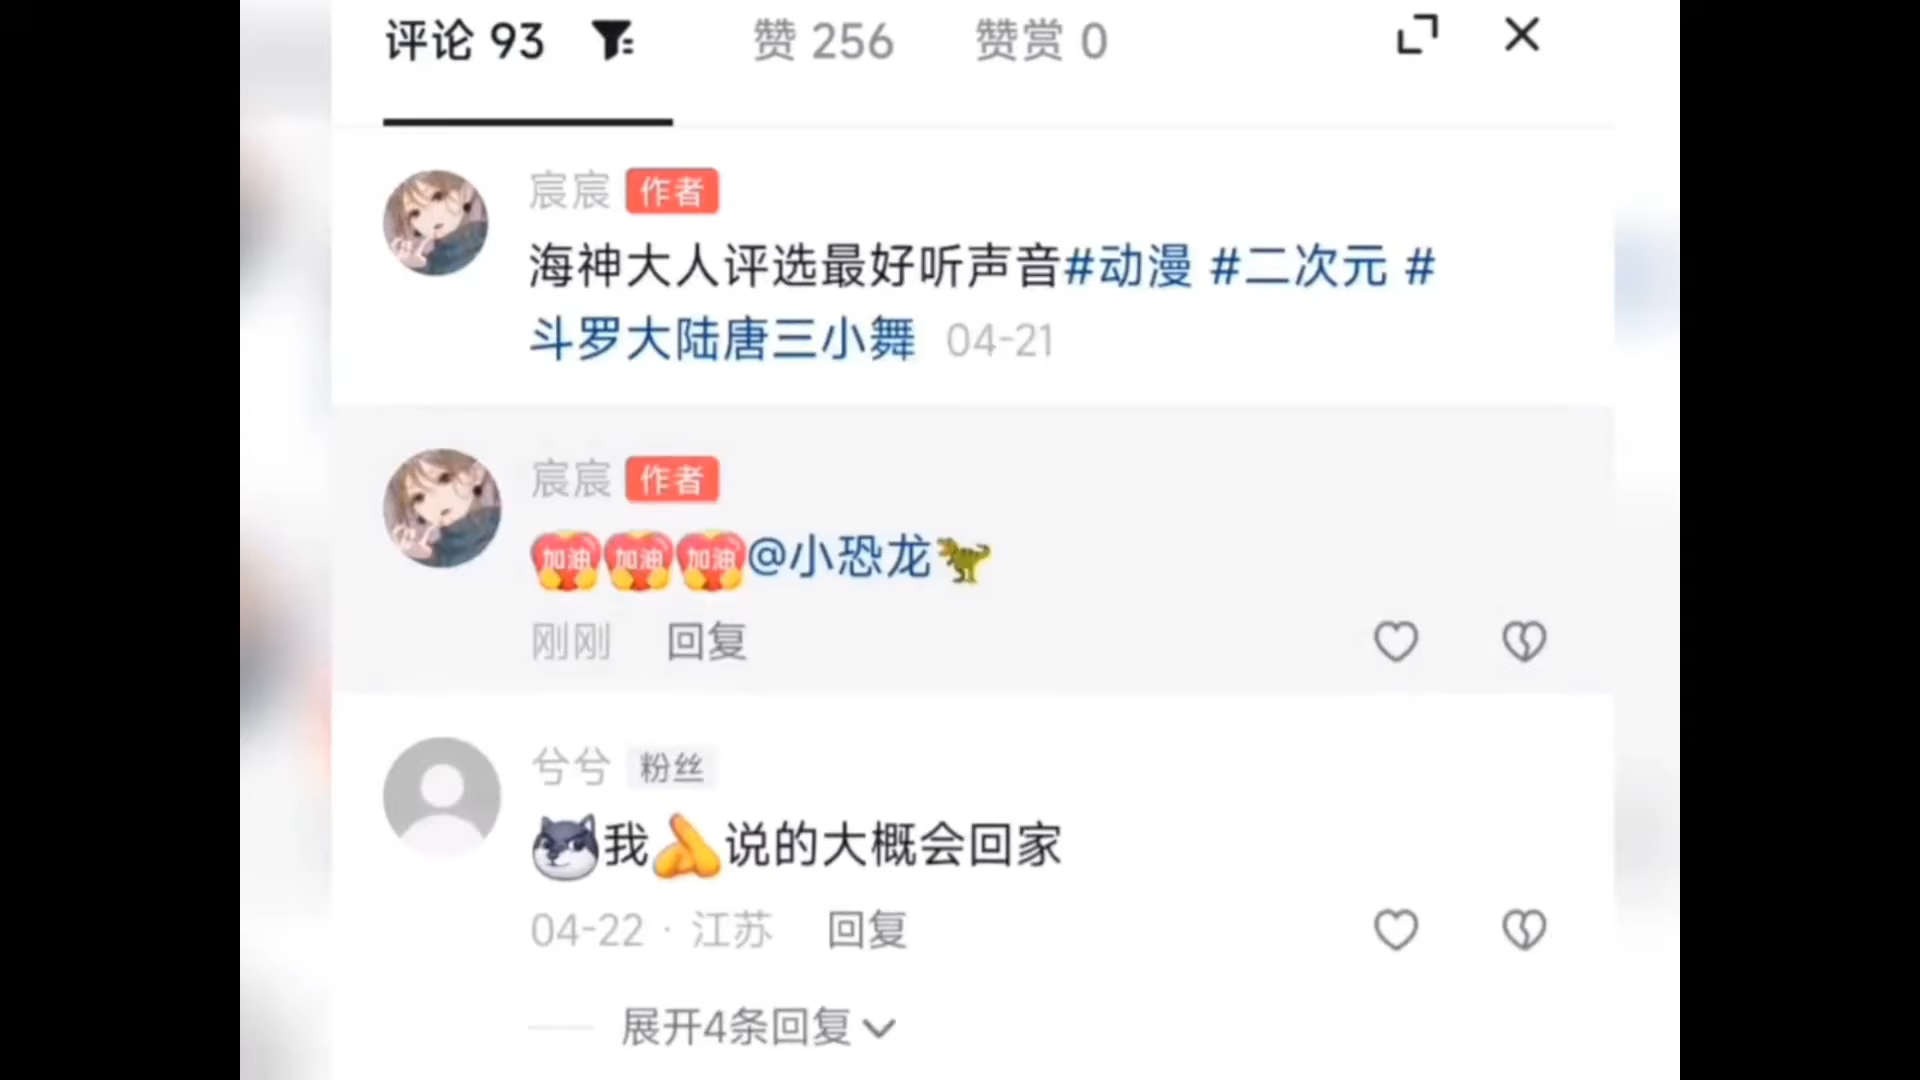 评论 93 赞 256 赞赏 0
宸宸 作者
海神大人评选最好听声音#动漫 #二次元 #
斗罗大陆唐三小舞 04-21
宸宸 作者
加油 加油 加油 @小恐龙🦖
刚刚 回复
兮兮 粉丝
我 说的大概会回家
04-22 · 江苏 回复
展开4条回复